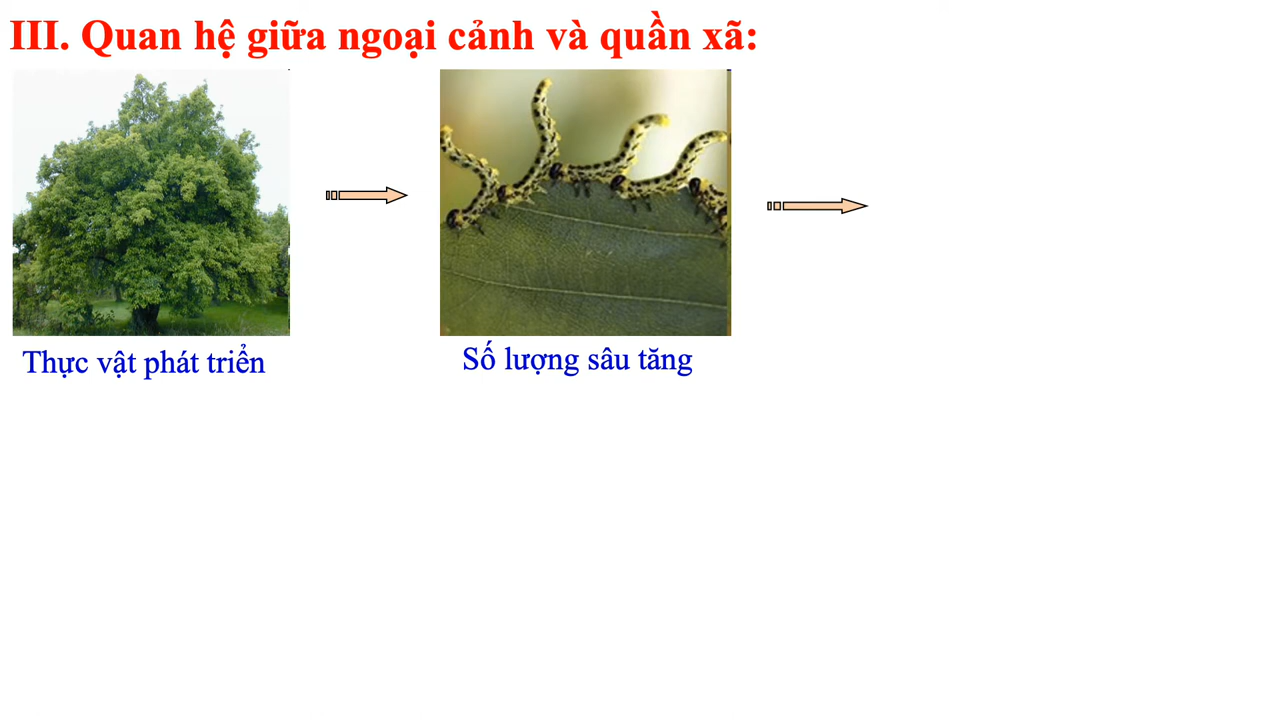 III. Quan hệ giữa ngoại cảnh và quần xã:
Thực vật phát triển
Số lượng sâu tăng